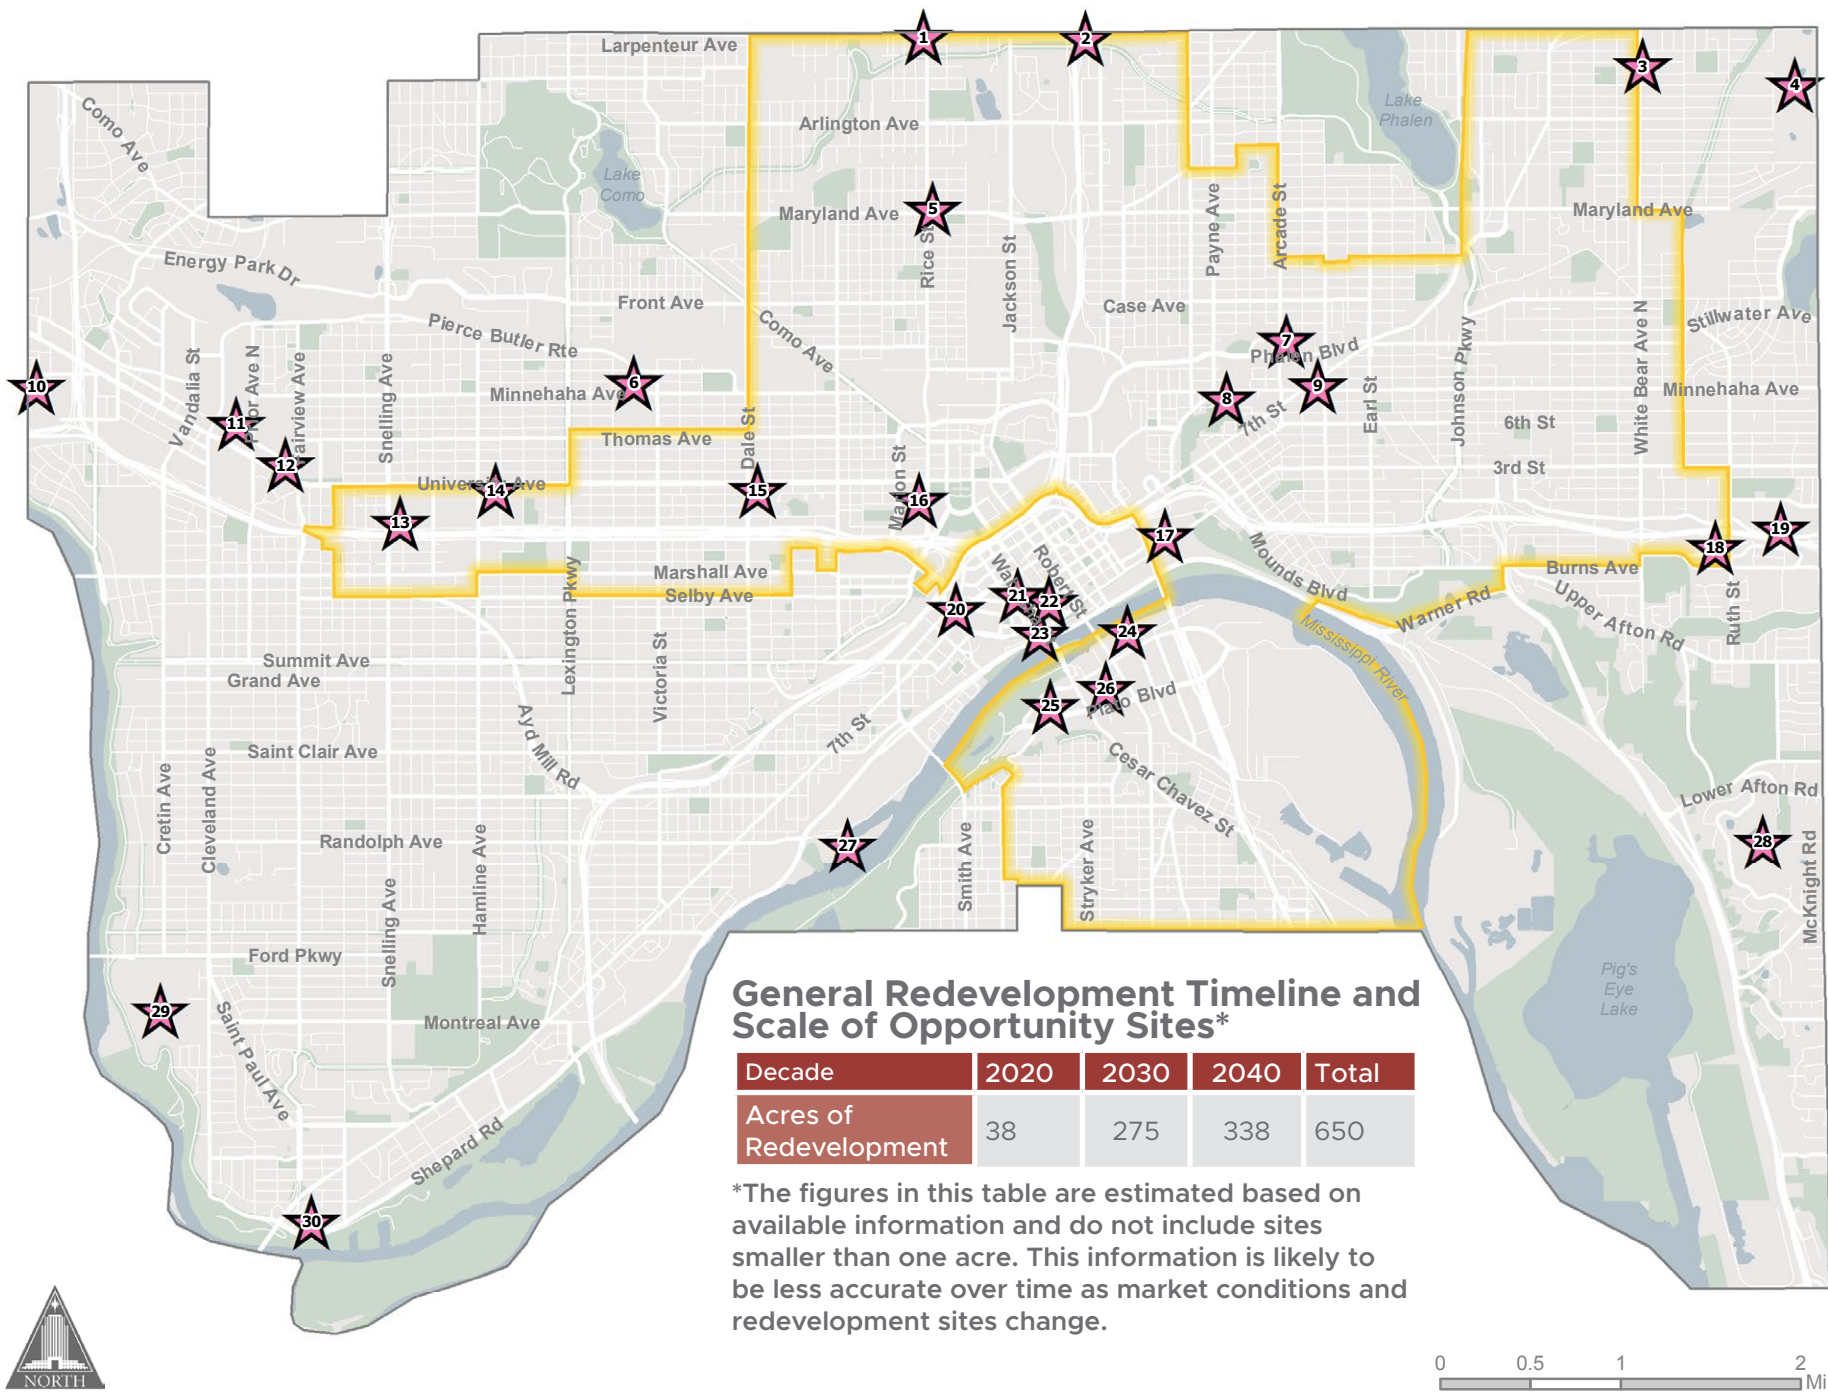 Larpenteur Ave
1
2
3
4
Como Ave
Arlington Ave
Lake
Phalen
Lake
Como
Maryland Ave
5
Rice St
Jackson St
Payne Ave
Arcade St
Maryland Ave
Energy Park Dr
Front Ave
Case Ave
Stillwater Ave
Pierce Butler Rte
Como Ave
7
Phalen Blvd
Johnson Pkwy
White Bear Ave N
10
Vandalia St
Prior Ave N
Fairview Ave
Snelling Ave
Minnehaha Ave
6
8
9
7th St
Earl St
Minnehaha Ave
11
12
Thomas Ave
Dale St
6th St
3rd St
University Ave
13
14
15
Marion St
16
17
18
19
Mounds Blvd
Burns Ave
Lexington Pkwy
Marshall Ave
Selby Ave
Robert St
20
21
22
23
24
Warner Rd
Upper Afton Rd
Ruth St
Mississippi River
Summit Ave
Grand Ave
Victoria St
25
26
Plato Blvd
Ayd Mill Rd
7th St
Saint Clair Ave
Cesar Chavez St
Cretin Ave
Cleveland Ave
Lower Afton Rd
Randolph Ave
Hamline Ave
27
Smith Ave
Stryker Ave
28
McKnight Rd
Snelling Ave
Ford Pkwy
Pig's
Eye
Lake
29
Saint Paul Ave
Montreal Ave
Shepard Rd
30
General Redevelopment Timeline and
Scale of Opportunity Sites*
Decade 2020 2030 2040 Total
Acres of
Redevelopment 38 275 338 650
*The figures in this table are estimated based on
available information and do not include sites
smaller than one acre. This information is likely to
be less accurate over time as market conditions and
redevelopment sites change.
NORTH
0 0.5 1 2
Mi